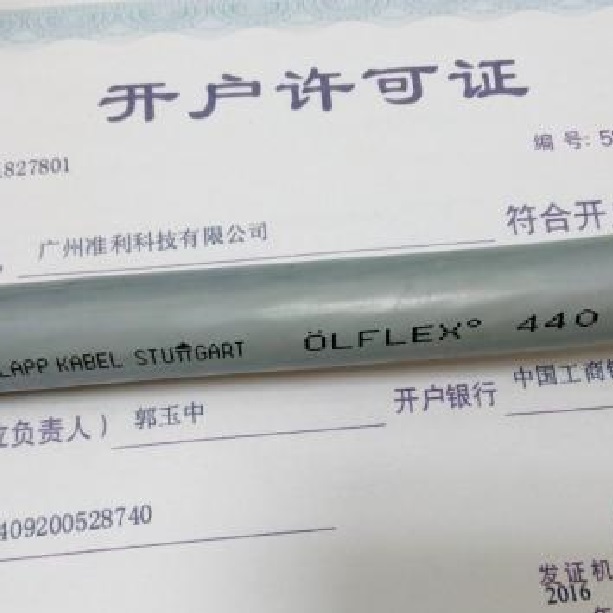 开户许可证
编号: 5
1827801
广州准利科技有限公司
符合开
LAPP KABEL STUTTGART ÖLFLEX® 440
负责人)
郭玉中
开户银行
中国工商银
409200528740
发证机
2016